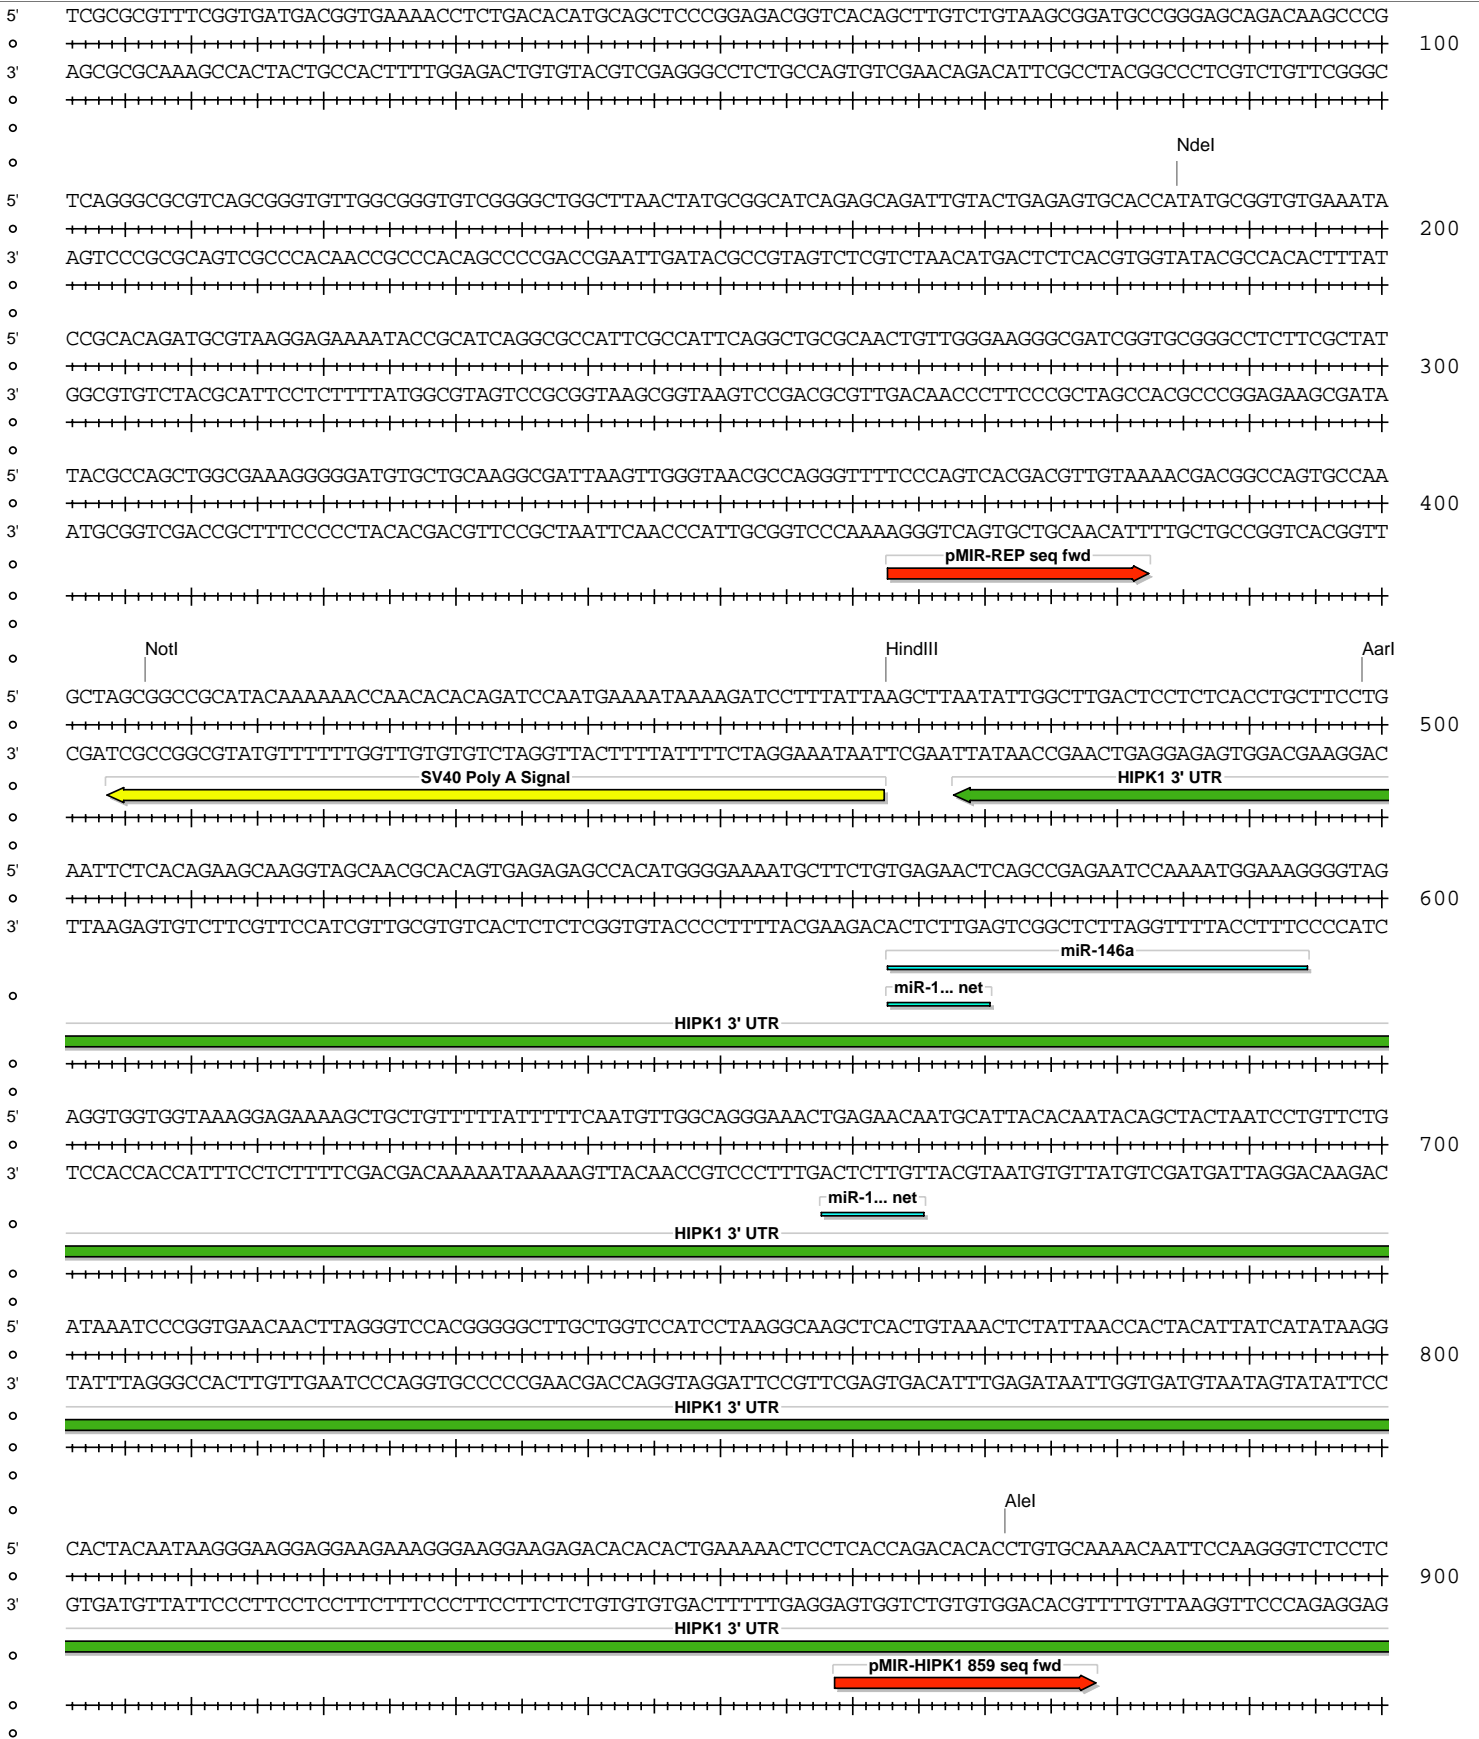 5' TCGCGCGTTTCGGTGATGACGGTGAAAACCTCTGACACATGCAGCTCCCGGAGACGGTCACAGCTTGTCTGTAAGCGGATGCCGGGAGCAGACAAGCCCG
100
3' AGCGCGCAAAGCCACTACTGCCACTTTTGGAGACTGTGTACGTCGAGGGCCTCTGCCAGTGTCGAACAGACATTCGCCTACGGCCCTCGTCTGTTCGGGC
NdeI
5' TCAGGGCGCGTCAGCGGGTGTTGGCGGGTGTCGGGGCTGGCTTAACTATGCGGCATCAGAGCAGATTGTACTGAGAGTGCACCATATGCGGTGTGAAATA
200
3' AGTCCCGCGCAGTCGCCCACAACCGCCCACAGCCCCGACCGAATTGATACGCCGTAGTCTCGTCTAACATGACTCTCACGTGGTATACGCCACACTTTAT
5' CCGCACAGATGCGTAAGGAGAAAATACCGCATCAGGCGCCATTCGCCATTCAGGCTGCGCAACTGTTGGGAAGGGCGATCGGTGCGGGCCTCTTCGCTAT
300
3' GGCGTGTCTACGCATTCCTCTTTTATGGCGTAGTCCGCGGTAAGCGGTAAGTCCGACGCGTTGACAACCCTTCCCGCTAGCCACGCCCGGAGAAGCGATA
5' TACGCCAGCTGGCGAAAGGGGGATGTGCTGCAAGGCGATTAAGTTGGGTAACGCCAGGGTTTTCCCAGTCACGACGTTGTAAAACGACGGCCAGTGCCAA
400
3' ATGCGGTCGACCGCTTTCCCCCTACACGACGTTCCGCTAATTCAACCCATTGCGGTCCCAAAAGGGTCAGTGCTGCAACATTTTGCTGCCGGTCACGGTT
pMIR-REP seq fwd
NotI HindIII AarI
5' GCTAGCGGCCGCATACAAAAAACCAACACACAGATCCAATGAAAATAAAAGATCCTTTATTAAGCTTAATATTGGCTTGACTCCTCTCACCTGCTTCCTG
500
3' CGATCGCCGGCGTATGTTTTTTGGTTGTGTGTCTAGGTTACTTTTATTTTCTAGGAAATAATTCGAATTATAACCGAACTGAGGAGAGTGGACGAAGGAC
SV40 Poly A Signal HIPK1 3' UTR
5' AATTCTCACAGAAGCAAGGTAGCAACGCACAGTGAGAGAGCCACATGGGGAAAATGCTTCTGTGAGAACTCAGCCGAGAATCCAAAATGGAAAGGGGTAG
600
3' TTAAGAGTGTCTTCGTTCCATCGTTGCGTGTCACTCTCTCGGTGTACCCCTTTTACGAAGACACTCTTGAGTCGGCTCTTAGGTTTTACCTTTCCCCATC
miR-146a
miR-1... net
HIPK1 3' UTR
5' AGGTGGTGGTAAAGGAGAAAAGCTGCTGTTTTTATTTTTCAATGTTGGCAGGGAAACTGAGAACAATGCATTACACAATACAGCTACTAATCCTGTTCTG
700
3' TCCACCACCATTTCCTCTTTTCGACGACAAAAATAAAAAGTTACAACCGTCCCTTTGACTCTTGTTACGTAATGTGTTATGTCGATGATTAGGACAAGAC
miR-1... net
HIPK1 3' UTR
5' ATAAATCCCGGTGAACAACTTAGGGTCCACGGGGGCTTGCTGGTCCATCCTAAGGCAAGCTCACTGTAAACTCTATTAACCACTACATTATCATATAAGG
800
3' TATTTAGGGCCACTTGTTGAATCCCAGGTGCCCCCGAACGACCAGGTAGGATTCCGTTCGAGTGACATTTGAGATAATTGGTGATGTAATAGTATATTCC
HIPK1 3' UTR
AleI
5' CACTACAATAAGGGAAGGAGGAAGAAAGGGAAGGAAGAGACACACACTGAAAAACTCCTCACCAGACACACCTGTGCAAAACAATTCCAAGGGTCTCCTC
900
3' GTGATGTTATTCCCTTCCTCCTTCTTTCCCTTCCTTCTCTGTGTGTGACTTTTTGAGGAGTGGTCTGTGTGGACACGTTTTGTTAAGGTTCCCAGAGGAG
HIPK1 3' UTR
pMIR-HIPK1 859 seq fwd